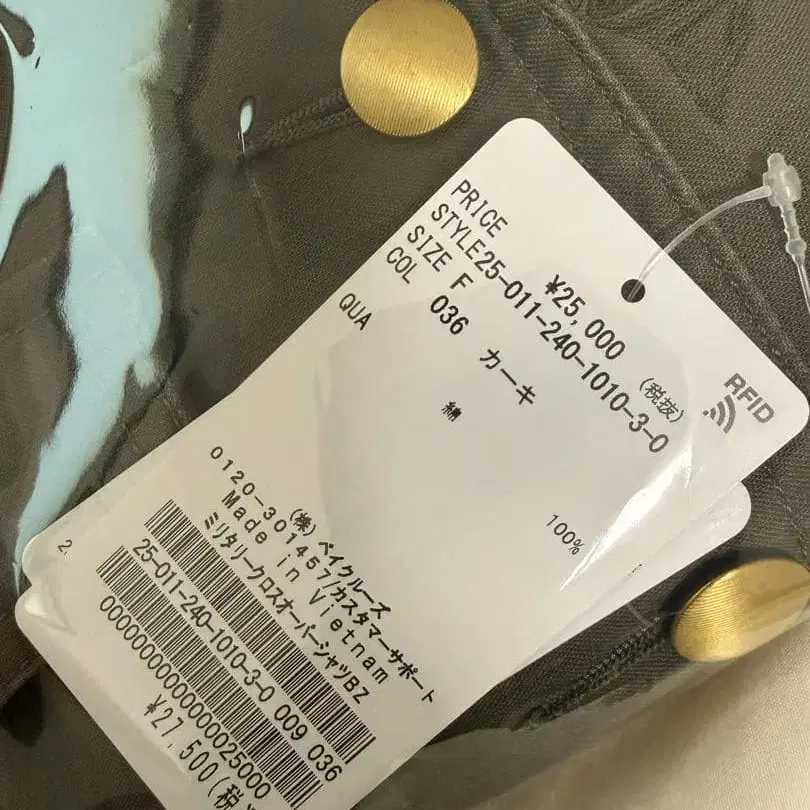 PRICE ¥25,000 (税抜)
STYLE25-011-240-1010-3-0
SIZE F
COL 036 カーキ
QUA 綿 100%
RFID
(株) ベイクルーズ
0120-301457/カスタマーサポート
Made in Vietnam
ミリタリークロスオーバーシャツBZ
25-011-240-1010-3-0 009 036
0000000000000025000
¥27,500(税
2